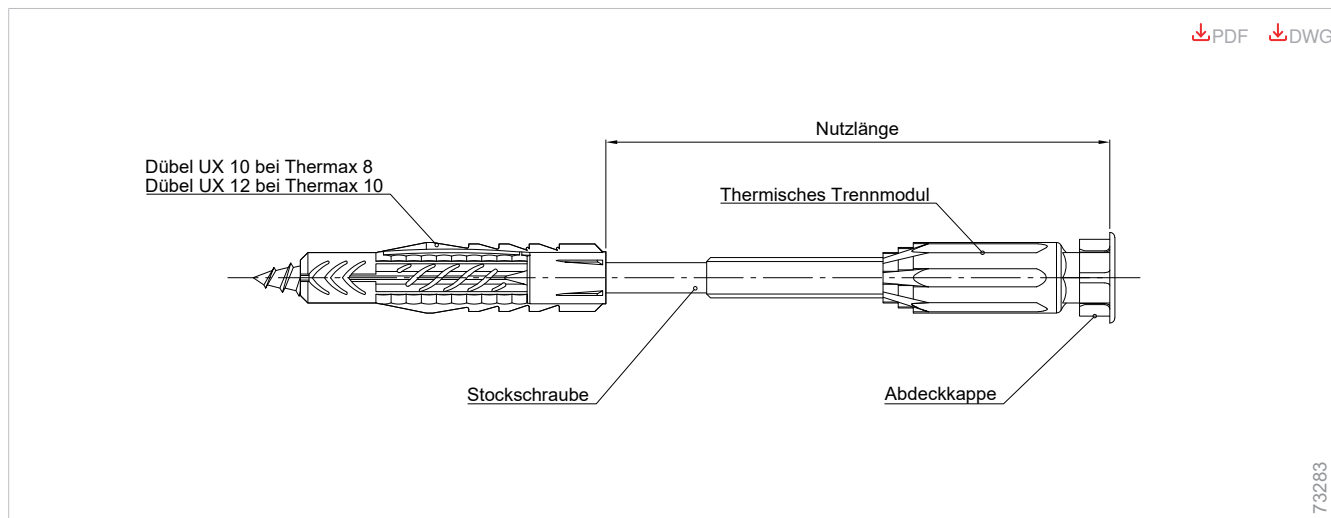 PDF DWG
Nutzlänge
Dübel UX 10 bei Thermax 8
Dübel UX 12 bei Thermax 10
Thermisches Trennmodul
Stockschraube
Abdeckkappe
73283